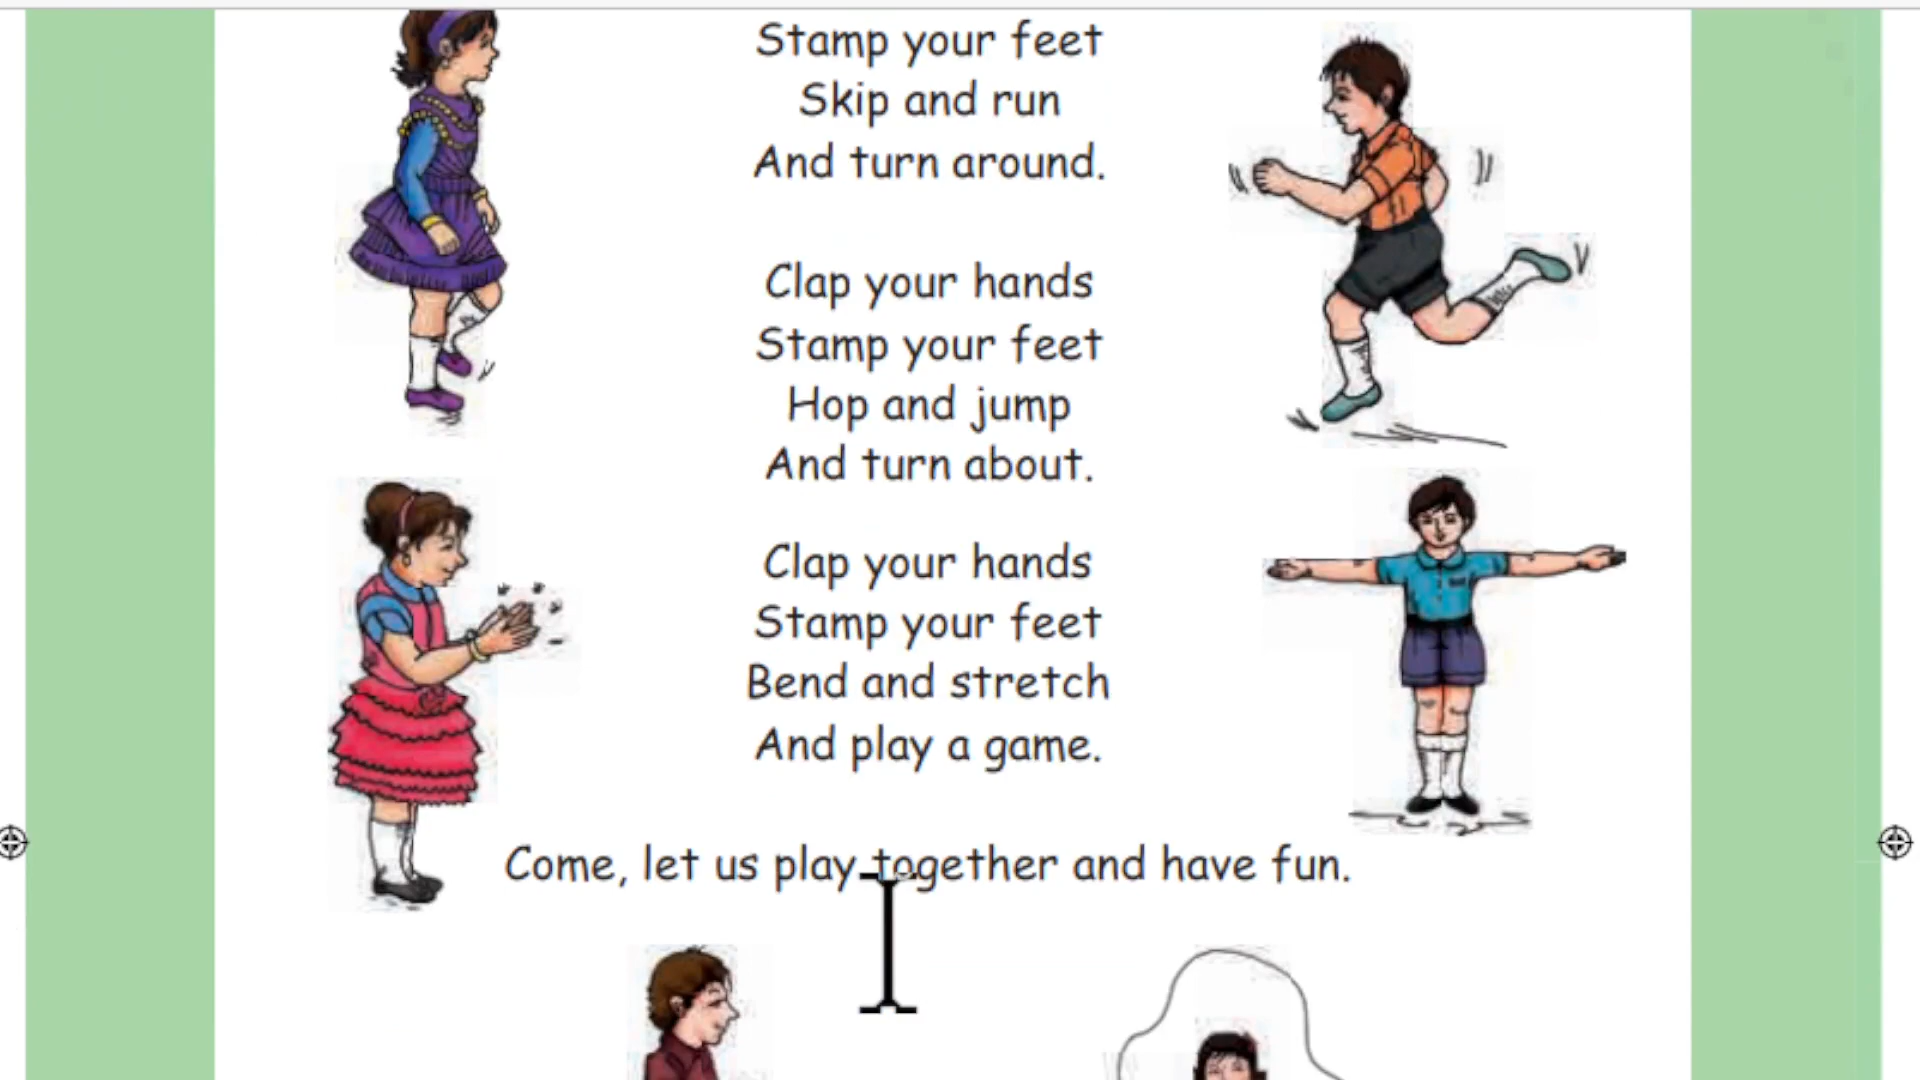 Stamp your feet
Skip and run
And turn around.
Clap your hands
Stamp your feet
Hop and jump
And turn about.
Clap your hands
Stamp your feet
Bend and stretch
And play a game.
Come, let us play together and have fun.